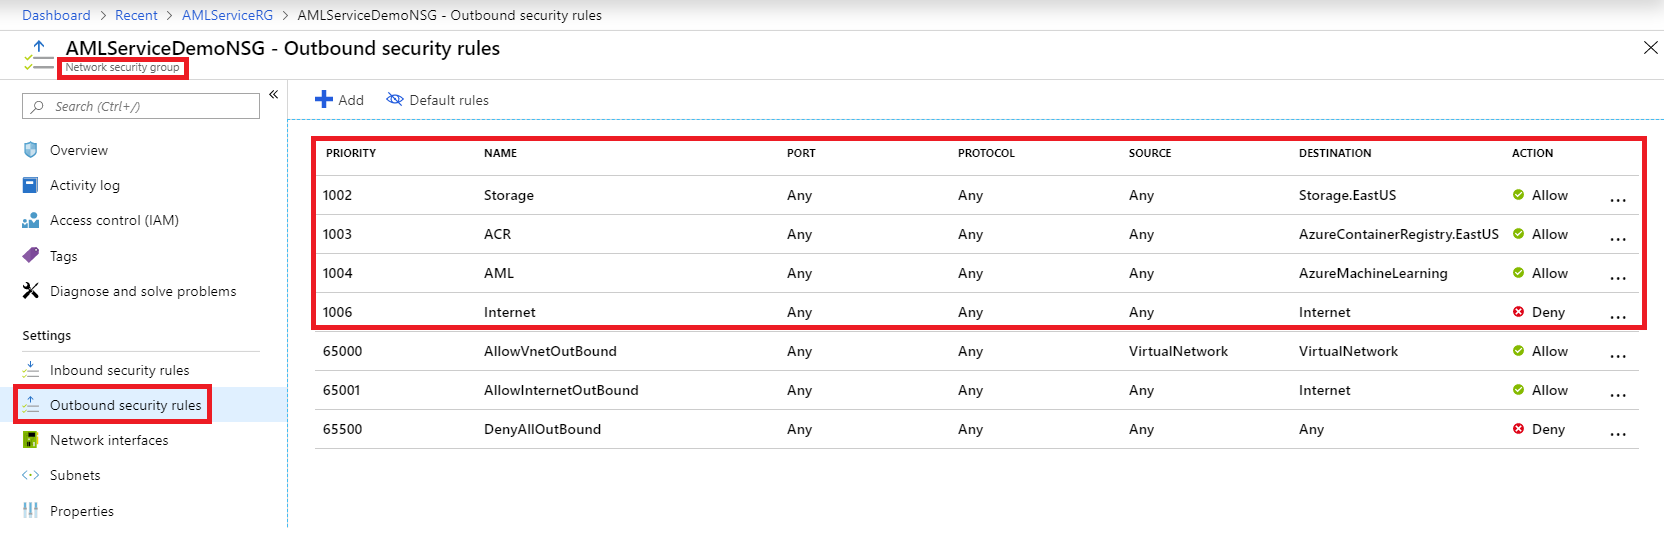 Dashboard > Recent > AMLServiceRG > AMLServiceDemoNSG - Outbound security rules
AMLServiceDemoNSG - Outbound security rules
Network security group
Search (Ctrl+/)
«
Add Default rules
Overview
Activity log
Access control (IAM)
Tags
Diagnose and solve problems
Settings
Inbound security rules
Outbound security rules
Network interfaces
Subnets
Properties
PRIORITY NAME PORT PROTOCOL SOURCE DESTINATION ACTION
1002 Storage Any Any Any Storage.EastUS Allow ...
1003 ACR Any Any Any AzureContainerRegistry.EastUS Allow ...
1004 AML Any Any Any AzureMachineLearning Allow ...
1006 Internet Any Any Any Internet Deny ...
65000 AllowVnetOutBound Any Any VirtualNetwork VirtualNetwork Allow ...
65001 AllowInternetOutBound Any Any Any Internet Allow ...
65500 DenyAllOutBound Any Any Any Any Deny ...